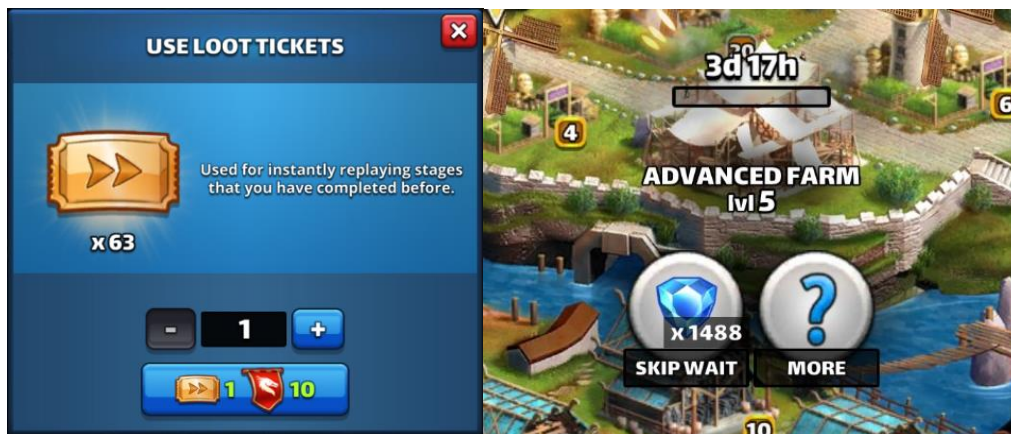 USE LOOT TICKETS
Used for instantly replaying stages
that you have completed before.
x 63
-
1
+
1 10
3d 17h
4
6
ADVANCED FARM
lvl 5
x1488
?
SKIP WAIT
MORE
10